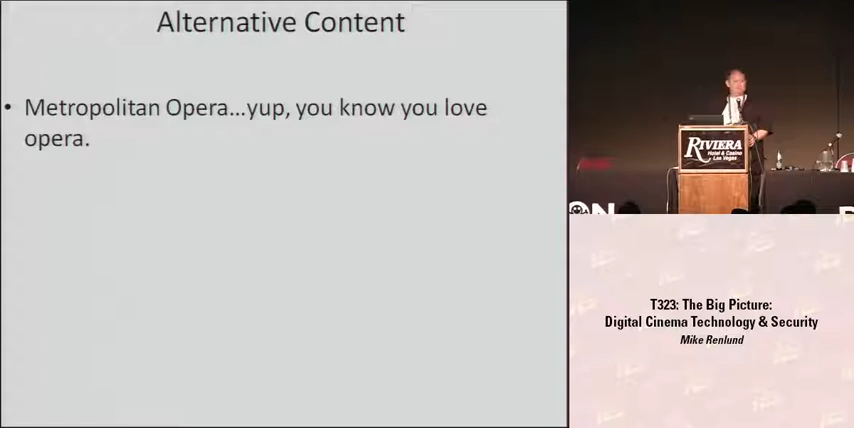 Alternative Content
• Metropolitan Opera...yup, you know you love
opera.
RIVIERA
Hotel & Casino
Las Vegas
ON
T323: The Big Picture:
Digital Cinema Technology & Security
Mike Renlund